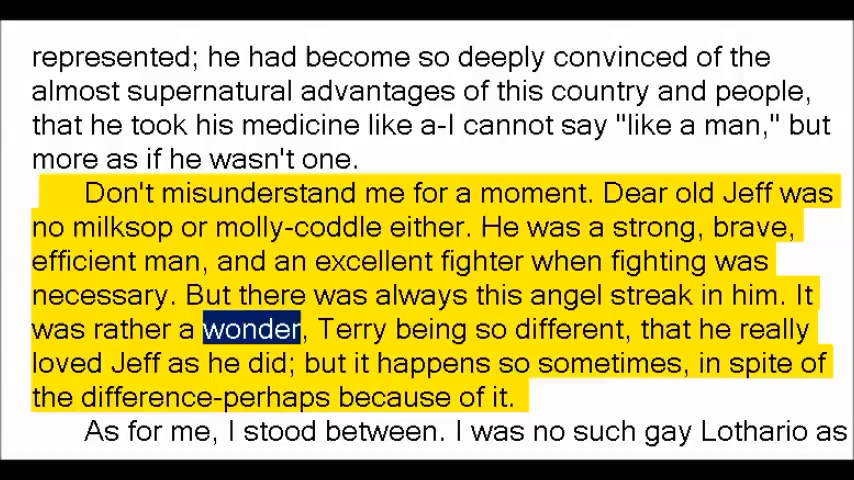 represented; he had become so deeply convinced of the
almost supernatural advantages of this country and people,
that he took his medicine like a-I cannot say "like a man," but
more as if he wasn't one.
Don't misunderstand me for a moment. Dear old Jeff was
no milksop or molly-coddle either. He was a strong, brave,
efficient man, and an excellent fighter when fighting was
necessary. But there was always this angel streak in him. It
was rather a wonder, Terry being so different, that he really
loved Jeff as he did; but it happens so sometimes, in spite of
the difference-perhaps because of it.
As for me, I stood between. I was no such gay Lothario as